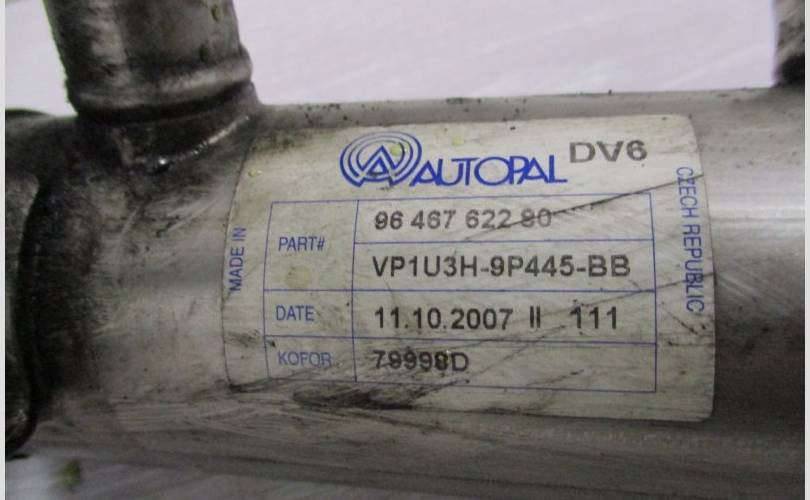 AUTOPAL DV6
MADE IN
PART#
96 467 622 80
VP1U3H-9P445-BB
DATE
11.10.2007 II 111
KOFOR
79998D
CZECH REPUBLIC